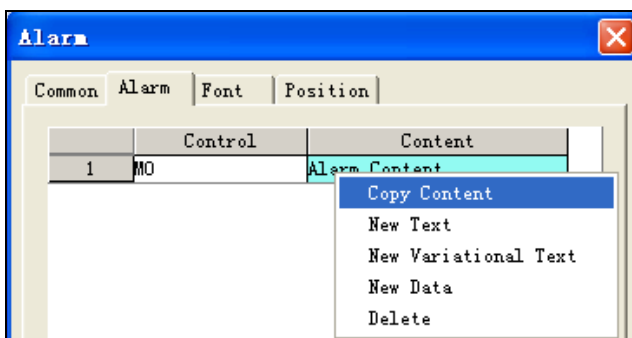 Alarm
Common Alarm Font Position
Control Content
1 M0 Alarm Content
Copy Content
New Text
New Variational Text
New Data
Delete